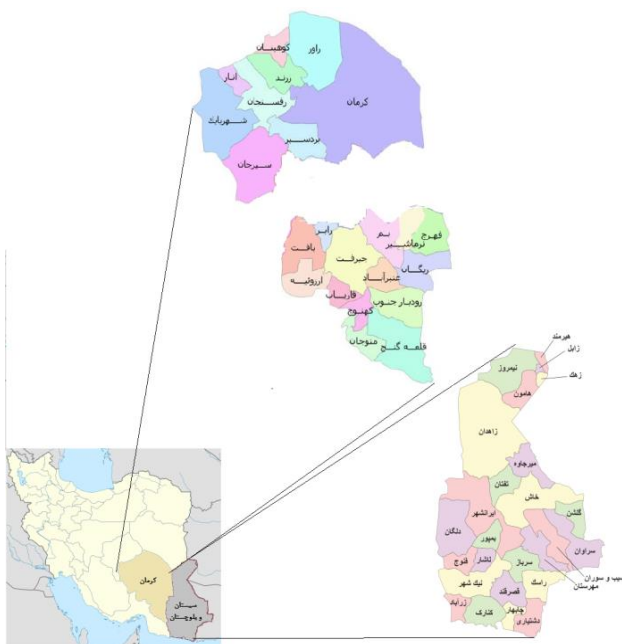 راور
کوهبنان
زرند
انار
رفسنجان
کرمان
شهربابک
بردسیر
سیرجان
بم
فهرج
نرماشیر
رابر
بافت
جیرفت
ریگان
عنبرآباد
ارزوئیه
فاریاب
رودبار جنوب
کهنوج
منوجان
قلعه گنج
هیرمند
زابل
زهک
نیمروز
هامون
زاهدان
میرجاوه
تفتان
خاش
گلشن
ایرانشهر
دلگان
بمپور
سراوان
سرباز
لاشار
فنوج
سیب و سوران
مهرستان
راسک
نیک شهر
قصرقند
زرآباد
کنارک
چابهار
دشتیاری
کرمان
سیستان
و بلوچستان